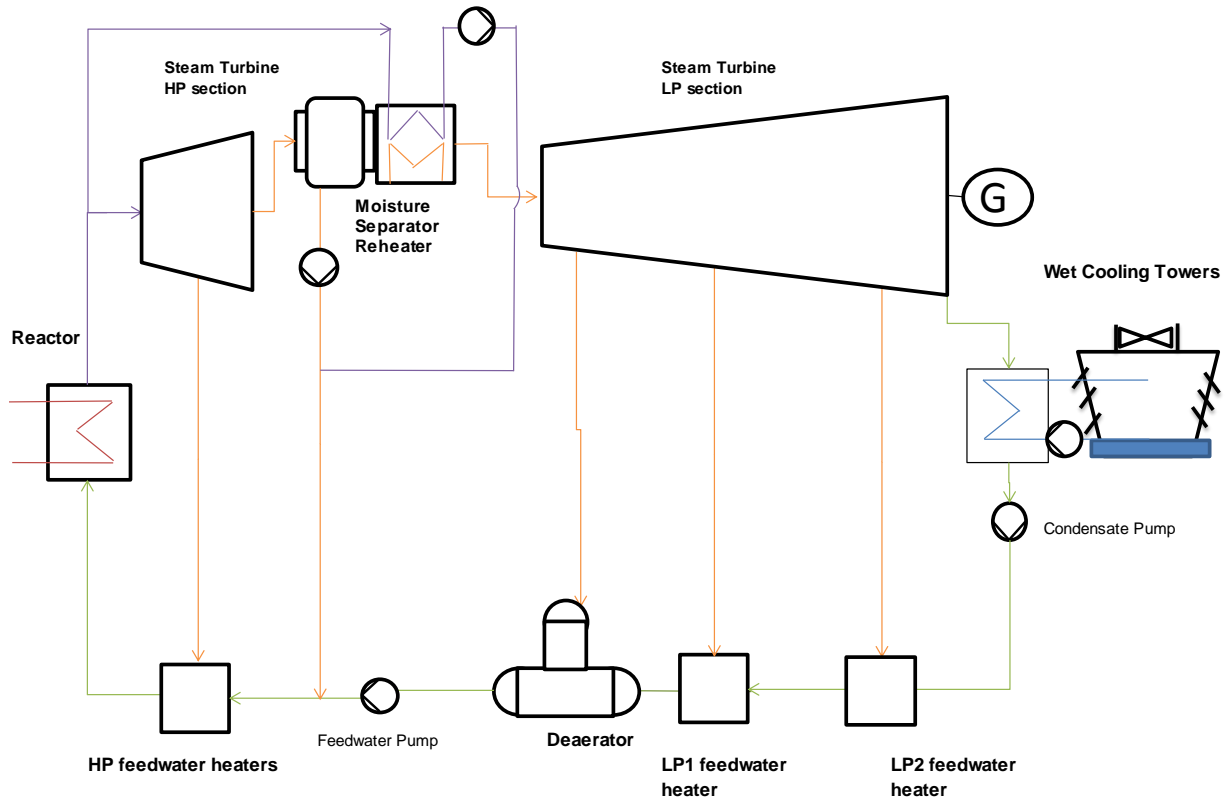 Steam Turbine
HP section
Steam Turbine
LP section
Moisture
Separator
Reheater
G
Wet Cooling Towers
Reactor
Condensate Pump
Feedwater Pump
Deaerator
HP feedwater heaters
LP1 feedwater
heater
LP2 feedwater
heater